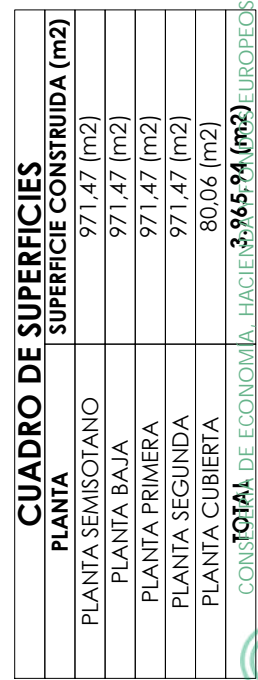 CUADRO DE SUPERFICIES
PLANTA SUPERFICIE CONSTRUIDA (m2)
PLANTA SEMISOTANO 971,47 (m2)
PLANTA BAJA 971,47 (m2)
PLANTA PRIMERA 971,47 (m2)
PLANTA SEGUNDA 971,47 (m2)
PLANTA CUBIERTA 80,06 (m2)
TOTAL 3.965,94 (m2)
CONSEJERÍA DE ECONOMÍA, HACIENDA Y FONDOS EUROPEOS